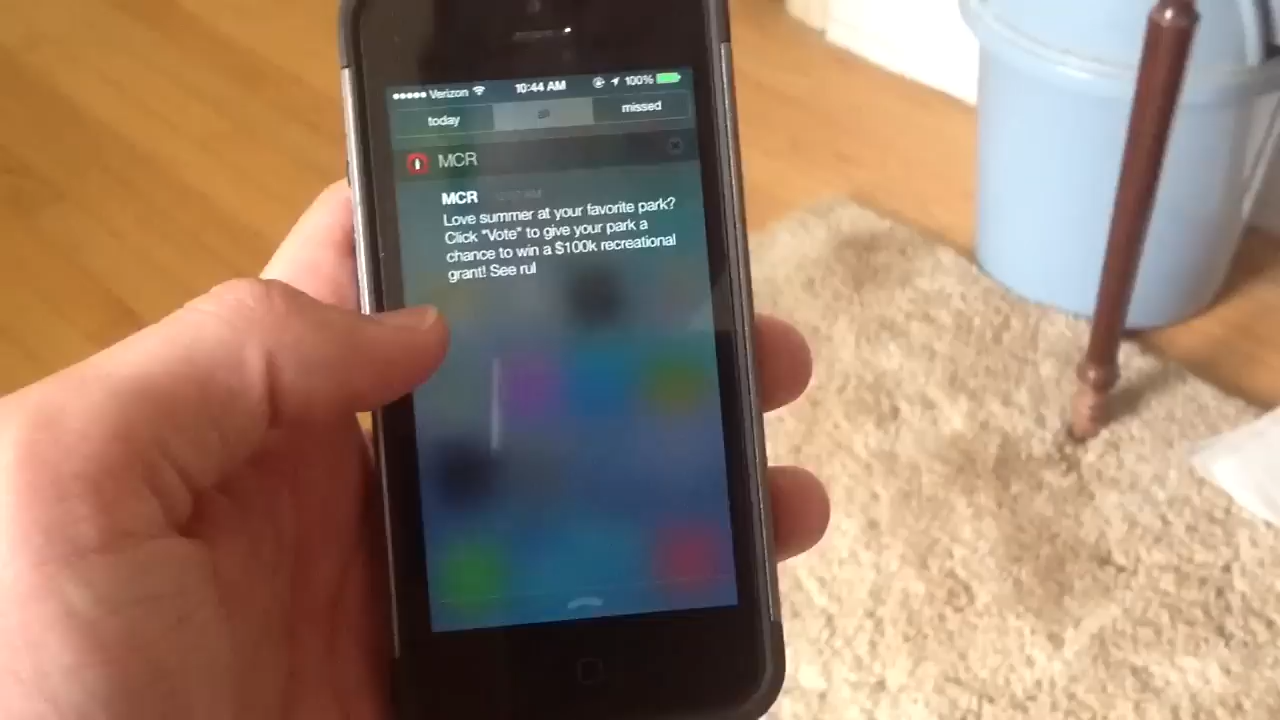 Verizon 10:44 AM 100%
today all missed
MCR
MCR
Love summer at your favorite park?
Click "Vote" to give your park a
chance to win a $100k recreational
grant! See rul